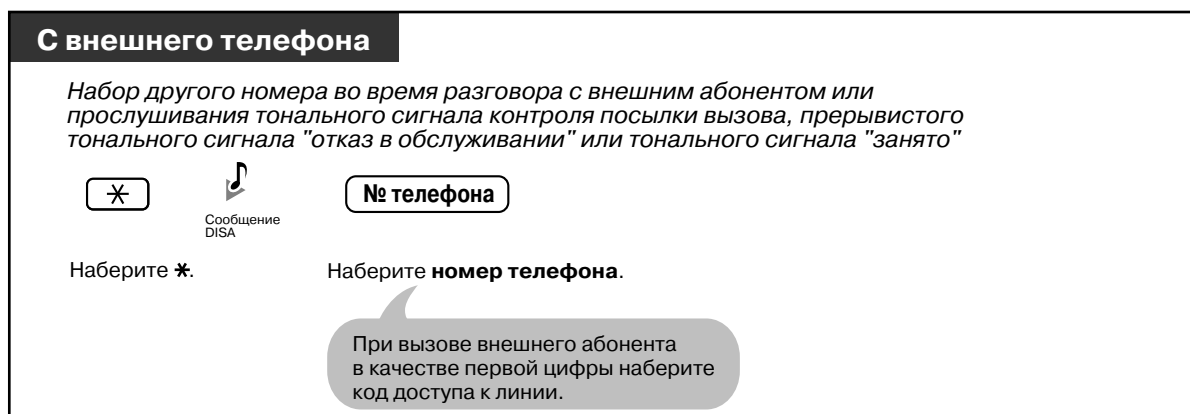 С внешнего телефона
Набор другого номера во время разговора с внешним абонентом или
прослушивания тонального сигнала контроля посылки вызова, прерывистого
тонального сигнала "отказ в обслуживании" или тонального сигнала "занято"
* № телефона
Сообщение
DISA
Наберите *. Наберите номер телефона.
При вызове внешнего абонента
в качестве первой цифры наберите
код доступа к линии.